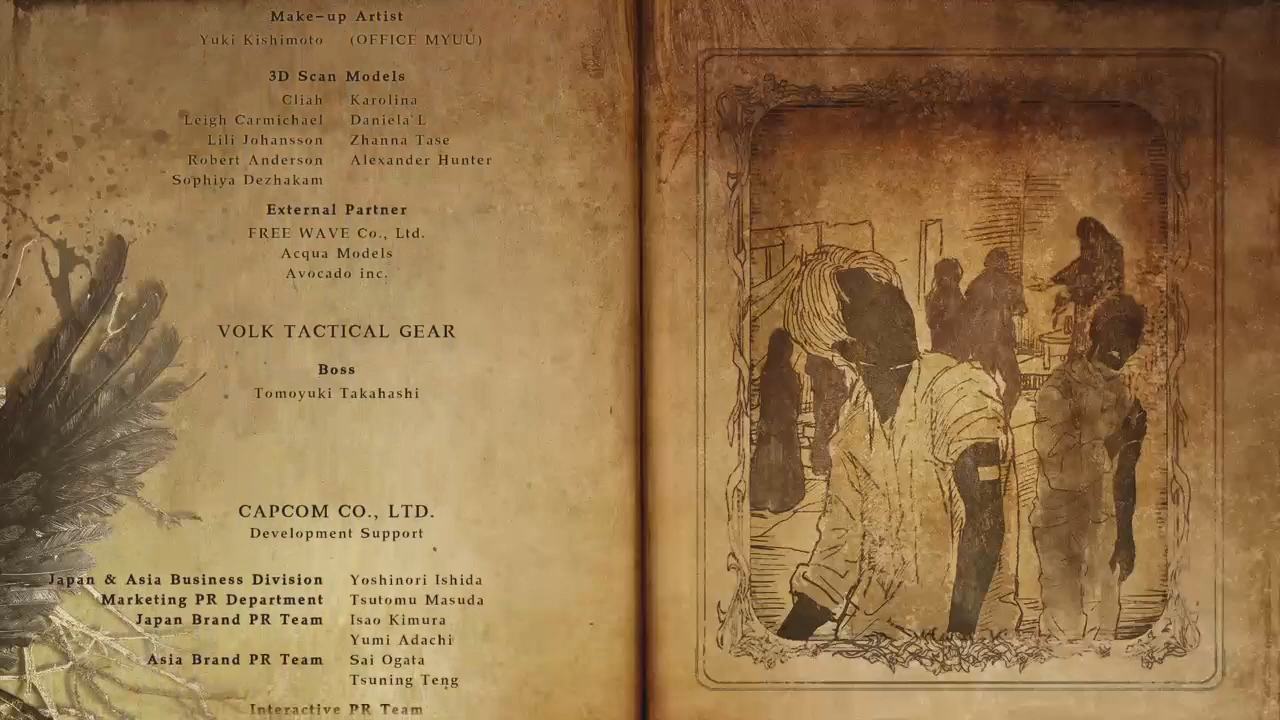 Make-up Artist
Yuki Kishimoto (OFFICE MYUU)
3D Scan Models
Cliah Karolina
Leigh Carmichael Daniela L
Lili Johansson Zhanna Tase
Robert Anderson Alexander Hunter
Sophiya Dezhakam
External Partner
FREE WAVE Co., Ltd.
Acqua Models
Avocado inc.
VOLK TACTICAL GEAR
Boss
Tomoyuki Takahashi
CAPCOM CO., LTD.
Development Support
Japan & Asia Business Division Yoshinori Ishida
Marketing PR Department Tsutomu Masuda
Japan Brand PR Team Isao Kimura
Yumi Adachi
Asia Brand PR Team Sai Ogata
Tsuning Teng
Interactive PR Team